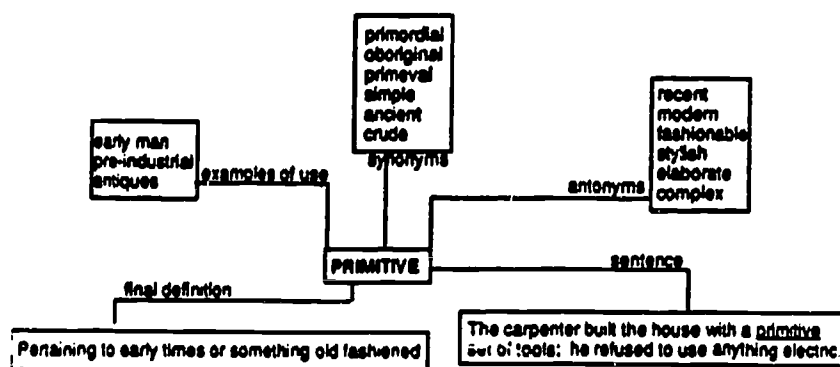 primordial
oboriginal
primeval
simple
ancient
crude
synonyms
early man
pre-industrial
antiques
examples of use
recent
modern
fashionable
stylish
elaborate
complex
antonyms
PRIMITIVE
sentence
final definition
The carpenter built the house with a primitive
set of tools: he refused to use anything electric.
Pertaining to early times or something old fashioned